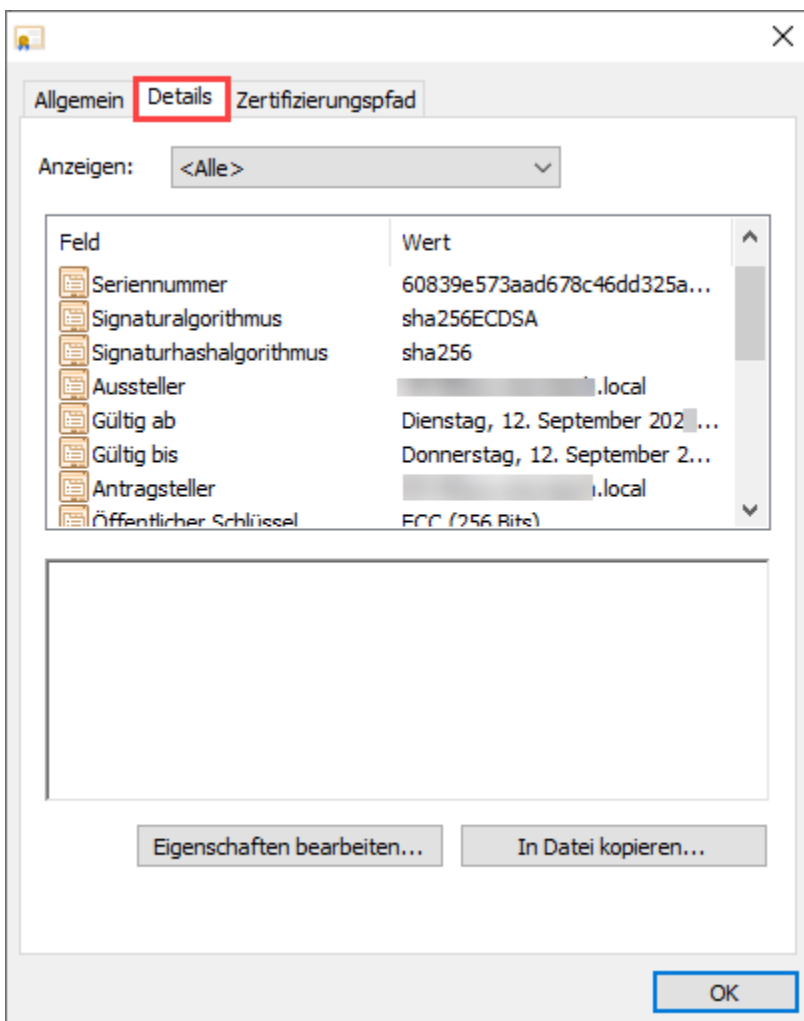 Allgemein Details Zertifizierungspfad
Anzeigen: <Alle>
Feld Wert
Seriennummer 60839e573aad678c46dd325a...
Signaturalgorithmus sha256ECDSA
Signaturhashalgorithmus sha256
Aussteller .local
Gültig ab Dienstag, 12. September 202 ...
Gültig bis Donnerstag, 12. September 2...
Antragsteller .local
Öffentlicher Schlüssel ECC (256 Bits)
Eigenschaften bearbeiten... In Datei kopieren...
OK